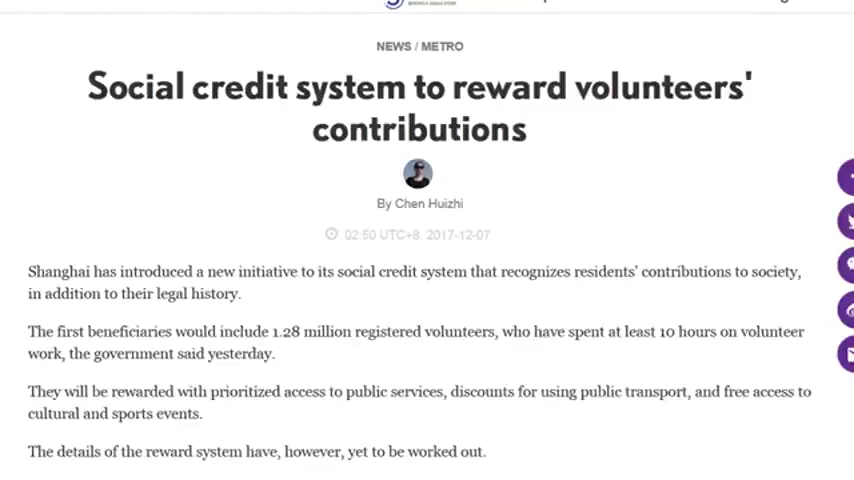 NEWS / METRO
Social credit system to reward volunteers'
contributions
By Chen Huizhi
02:50 UTC+8, 2017-12-07
Shanghai has introduced a new initiative to its social credit system that recognizes residents' contributions to society,
in addition to their legal history.
The first beneficiaries would include 1.28 million registered volunteers, who have spent at least 10 hours on volunteer
work, the government said yesterday.
They will be rewarded with prioritized access to public services, discounts for using public transport, and free access to
cultural and sports events.
The details of the reward system have, however, yet to be worked out.